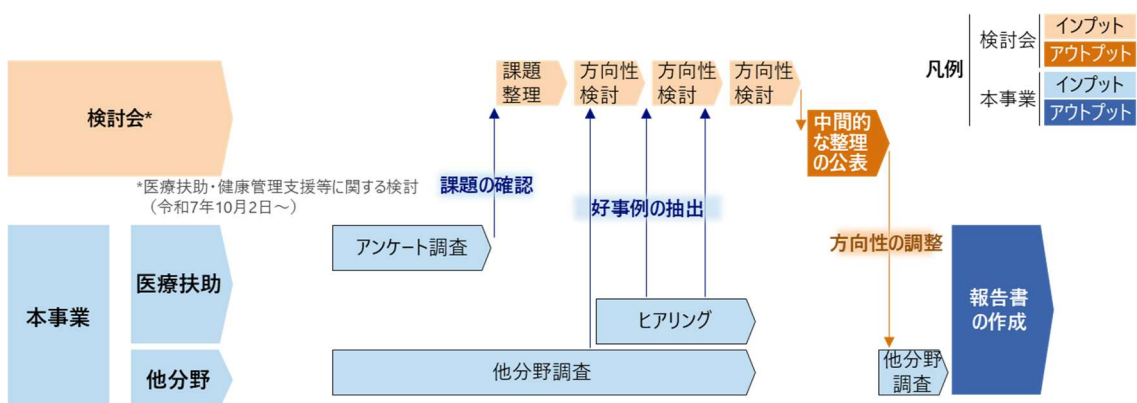 検討会*
*医療扶助・健康管理支援等に関する検討
（令和7年10月2日～）
課題
整理
方向性
検討
方向性
検討
方向性
検討
中間的
な整理
の公表
凡例
検討会
インプット
アウトプット
本事業
インプット
アウトプット
課題の確認
好事例の抽出
方向性の調整
本事業
医療扶助
他分野
アンケート調査
ヒアリング
他分野調査
他分野
調査
報告書
の作成